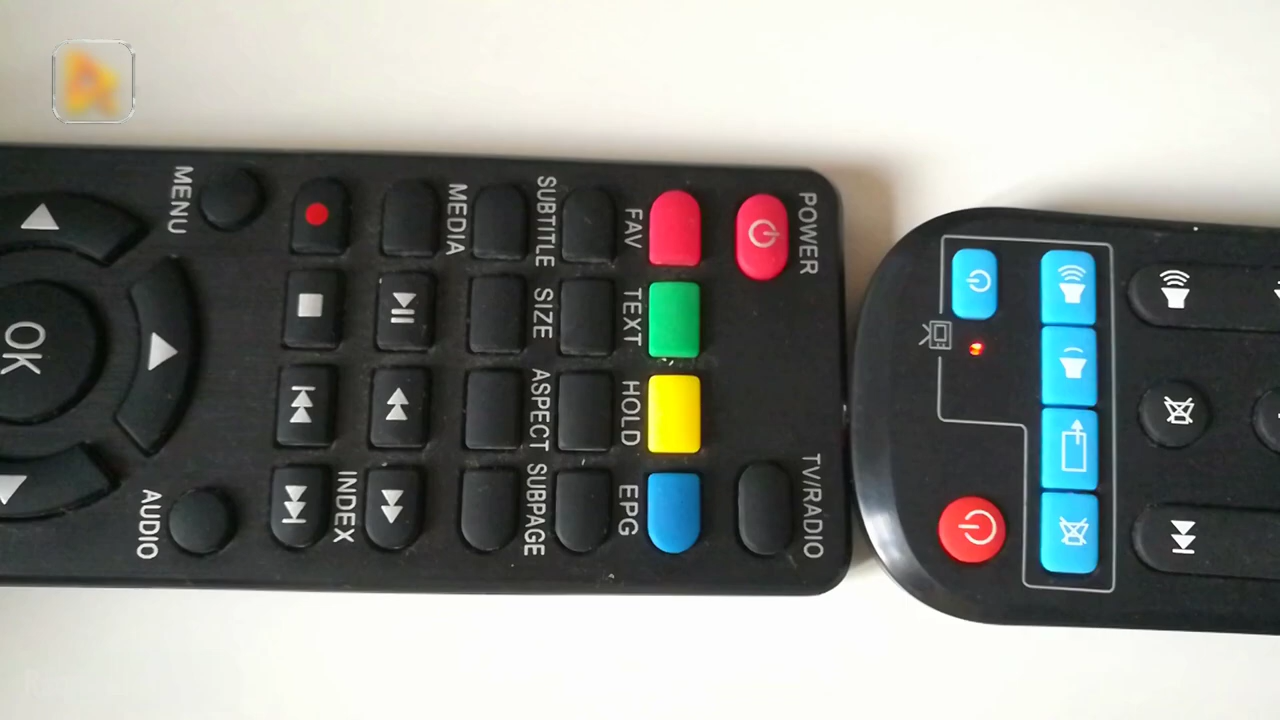 POWER
TV/RADIO
FAV
TEXT
HOLD
EPG
SUBTITLE
SIZE
ASPECT
SUBPAGE
MEDIA
INDEX
MENU
AUDIO
OK